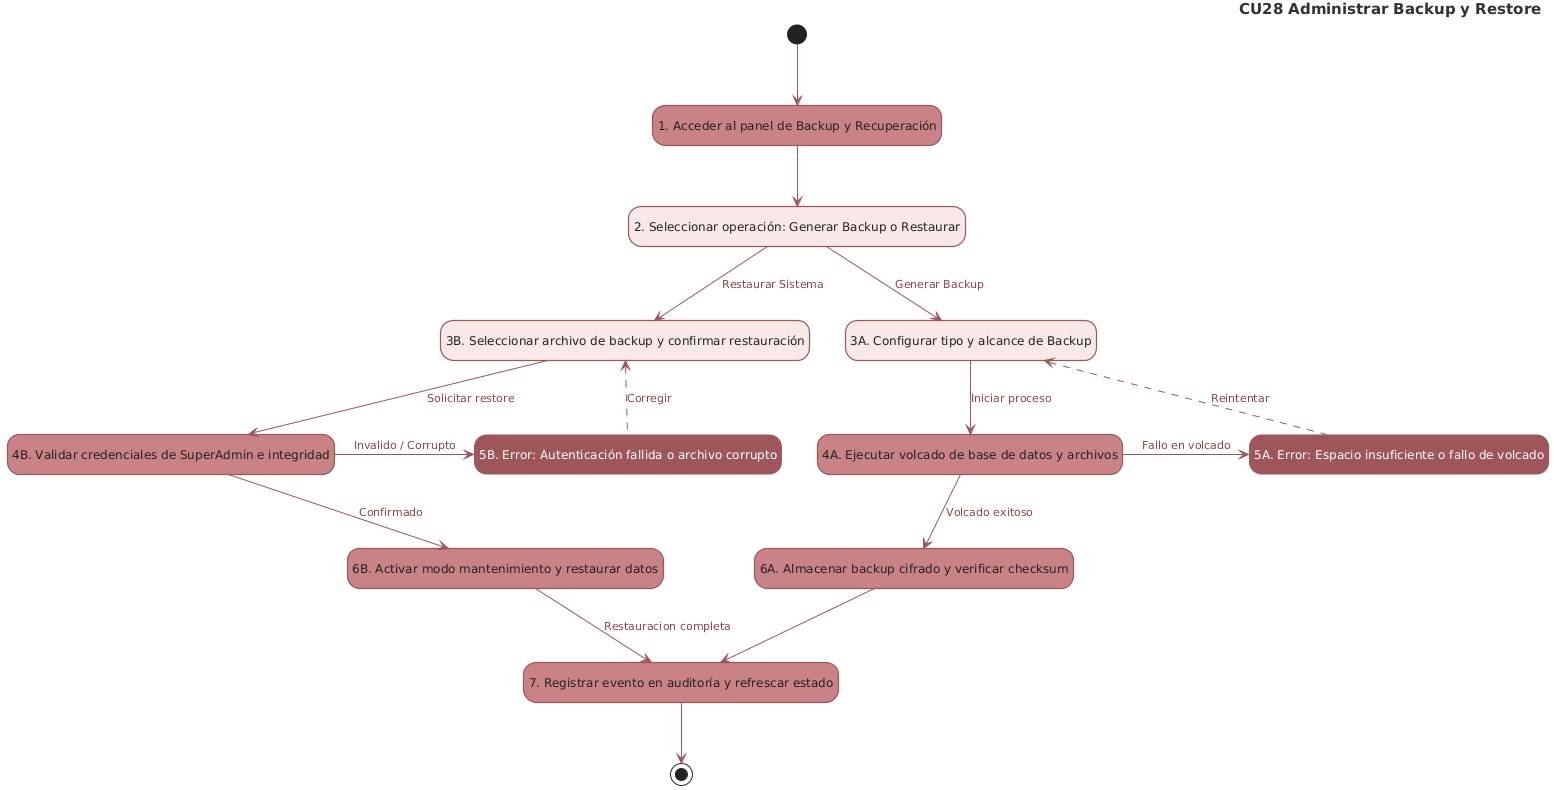 CU28 Administrar Backup y Restore
1. Acceder al panel de Backup y Recuperación
2. Seleccionar operación: Generar Backup o Restaurar
Restaurar Sistema
Generar Backup
3B. Seleccionar archivo de backup y confirmar restauración
3A. Configurar tipo y alcance de Backup
Solicitar restore
Corregir
Iniciar proceso
Reintentar
4B. Validar credenciales de SuperAdmin e integridad
Invalido / Corrupto
5B. Error: Autenticación fallida o archivo corrupto
4A. Ejecutar volcado de base de datos y archivos
Fallo en volcado
5A. Error: Espacio insuficiente o fallo de volcado
Confirmado
Volcado exitoso
6B. Activar modo mantenimiento y restaurar datos
6A. Almacenar backup cifrado y verificar checksum
Restauracion completa
7. Registrar evento en auditoría y refrescar estado